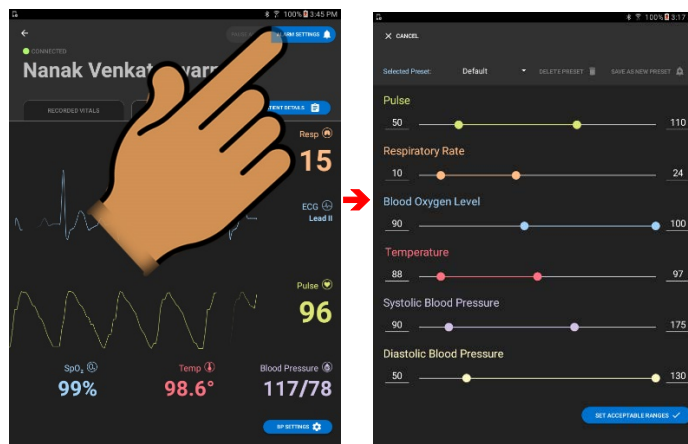 100% 3:45 PM
ALARM SETTINGS
CONNECTED
RECORDED VITALS
Resp
15
ECG
Lead II
Pulse
96
SpO₂ Temp Blood Pressure
99% 98.6° 117/78
BP SETTINGS
100% 3:17
CANCEL
Selected Preset: Default DELETE PRESET SAVE AS NEW PRESET
Pulse
50 110
Respiratory Rate
10 24
Blood Oxygen Level
90 100
Temperature
88 97
Systolic Blood Pressure
90 175
Diastolic Blood Pressure
50 130
SET ACCEPTABLE RANGES